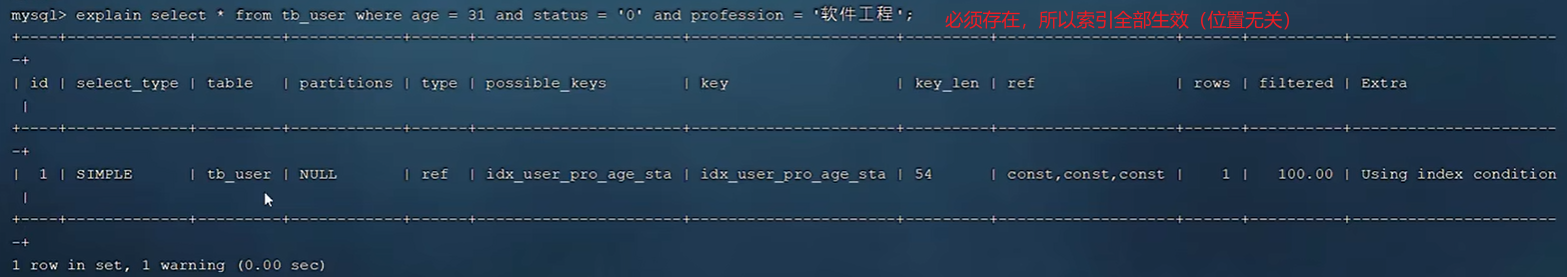 mysql> explain select * from tb_user where age = 31 and status = '0' and profession = '软件工程'; 必须存在，所以索引全部生效（位置无关）
+----+-------------+---------+------------+------+----------------------+----------------------+---------+-------------------+------+----------+-----------------------
-+
| id | select_type | table | partitions | type | possible_keys | key | key_len | ref | rows | filtered | Extra
|
+----+-------------+---------+------------+------+----------------------+----------------------+---------+-------------------+------+----------+-----------------------
-+
| 1 | SIMPLE | tb_user | NULL | ref | idx_user_pro_age_sta | idx_user_pro_age_sta | 54 | const,const,const | 1 | 100.00 | Using index condition
|
+----+-------------+---------+------------+------+----------------------+----------------------+---------+-------------------+------+----------+-----------------------
-+
1 row in set, 1 warning (0.00 sec)